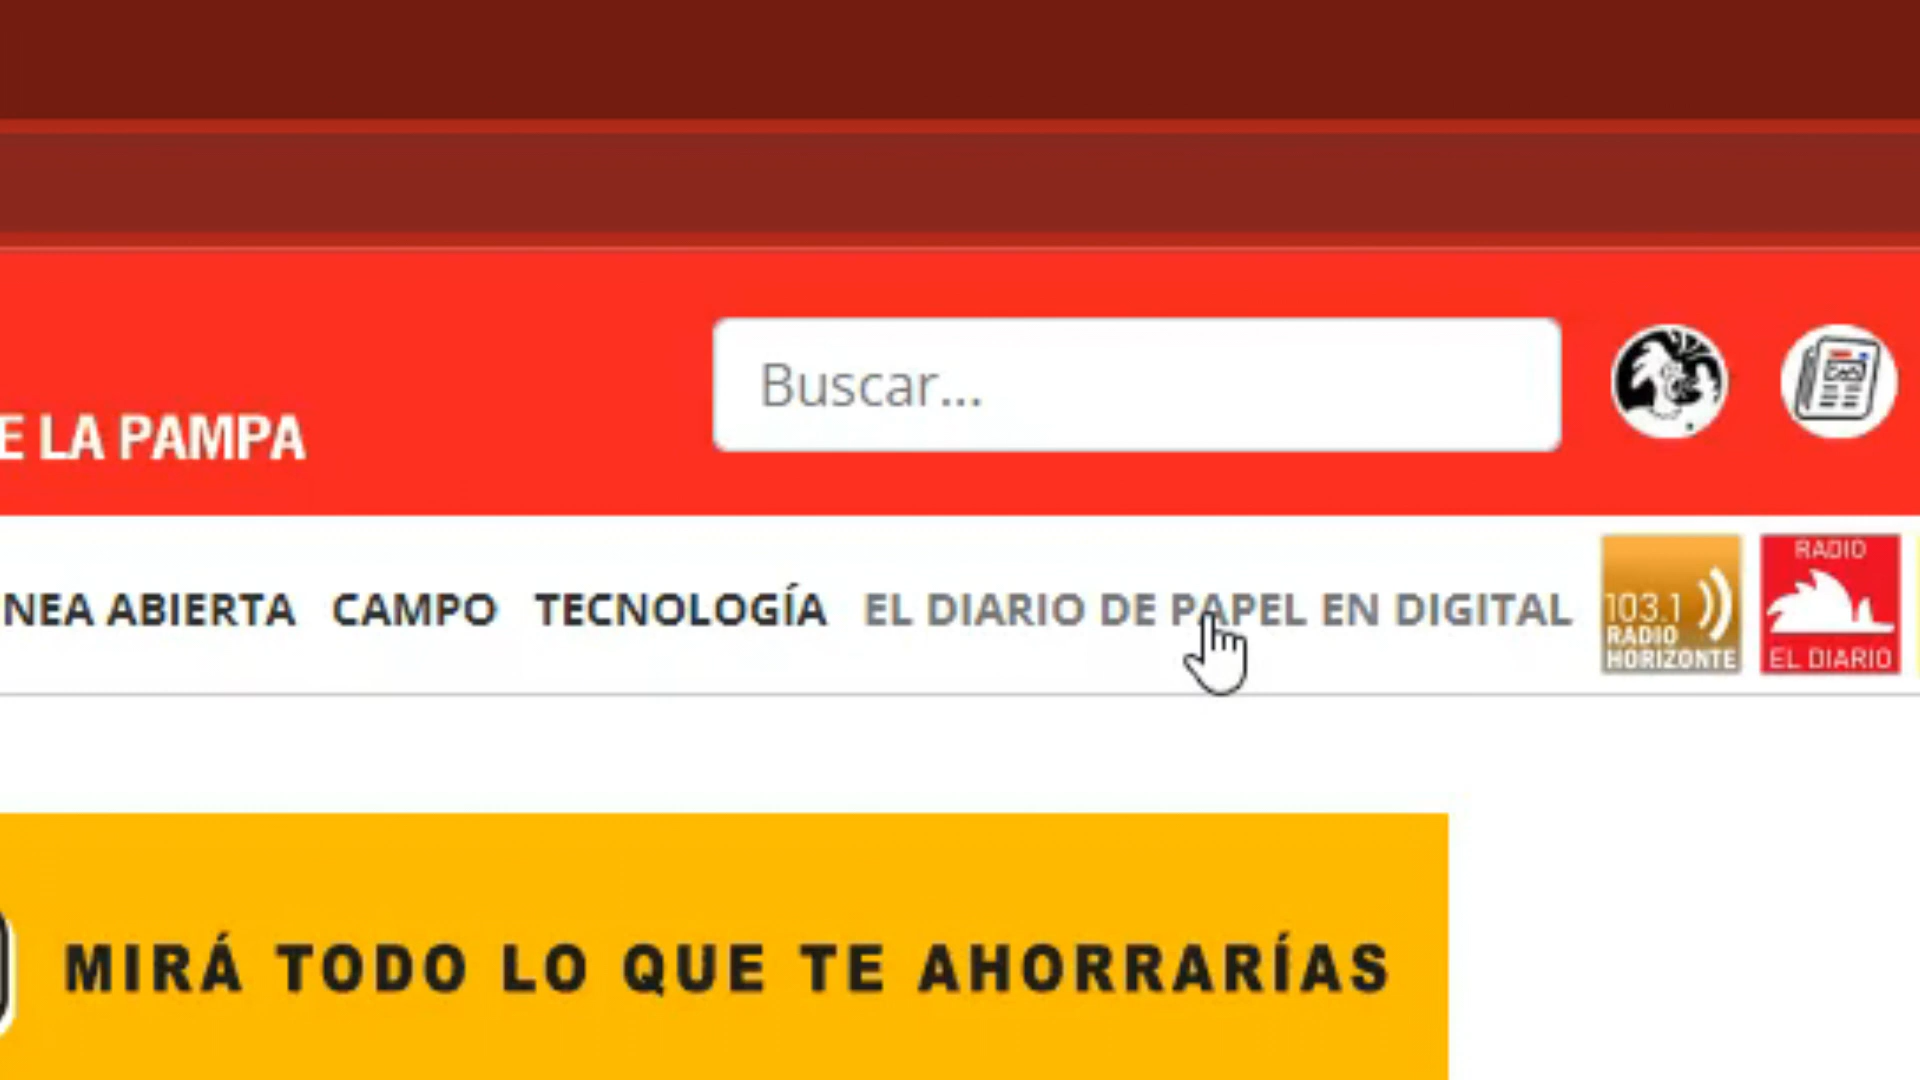 Buscar...
E LA PAMPA
NEA ABIERTA CAMPO TECNOLOGÍA EL DIARIO DE PAPEL EN DIGITAL
103.1
RADIO
HORIZONTE
RADIO
EL DIARIO
MIRÁ TODO LO QUE TE AHORRARÍAS